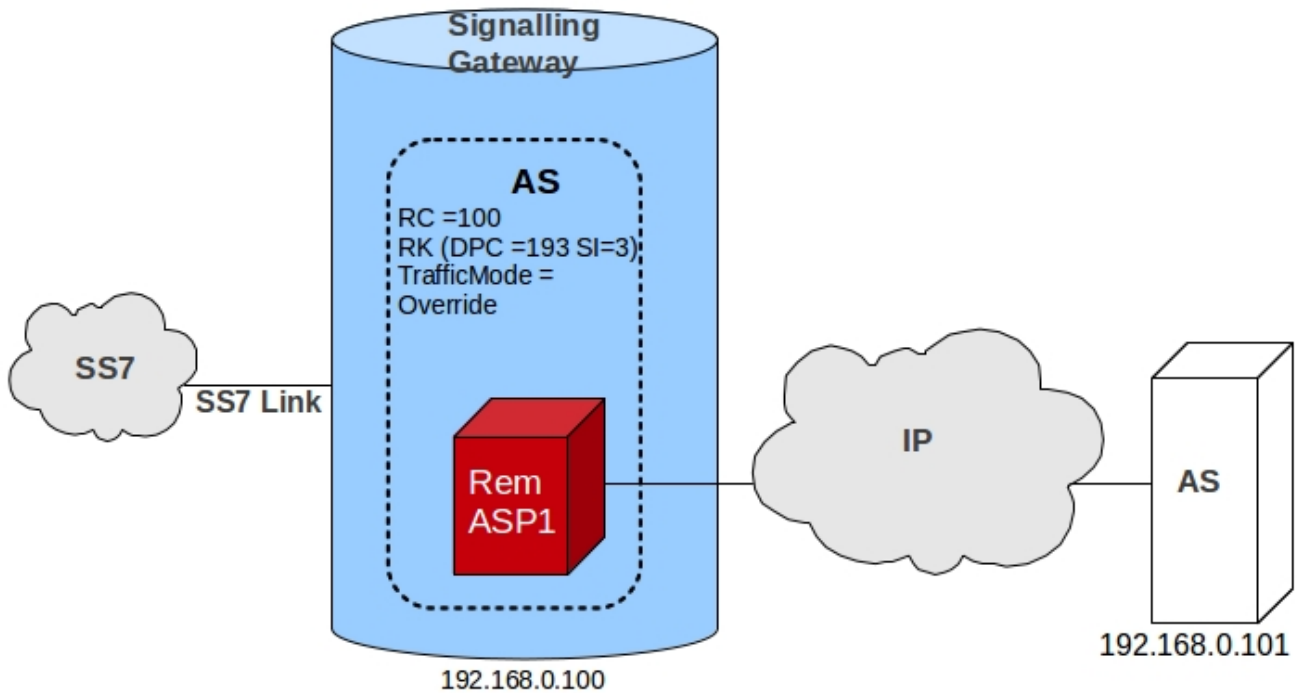 Signalling
Gateway
AS
RC =100
RK (DPC =193 SI=3)
TrafficMode =
Override
SS7
SS7 Link
Rem
ASP1
IP
AS
192.168.0.101
192.168.0.100